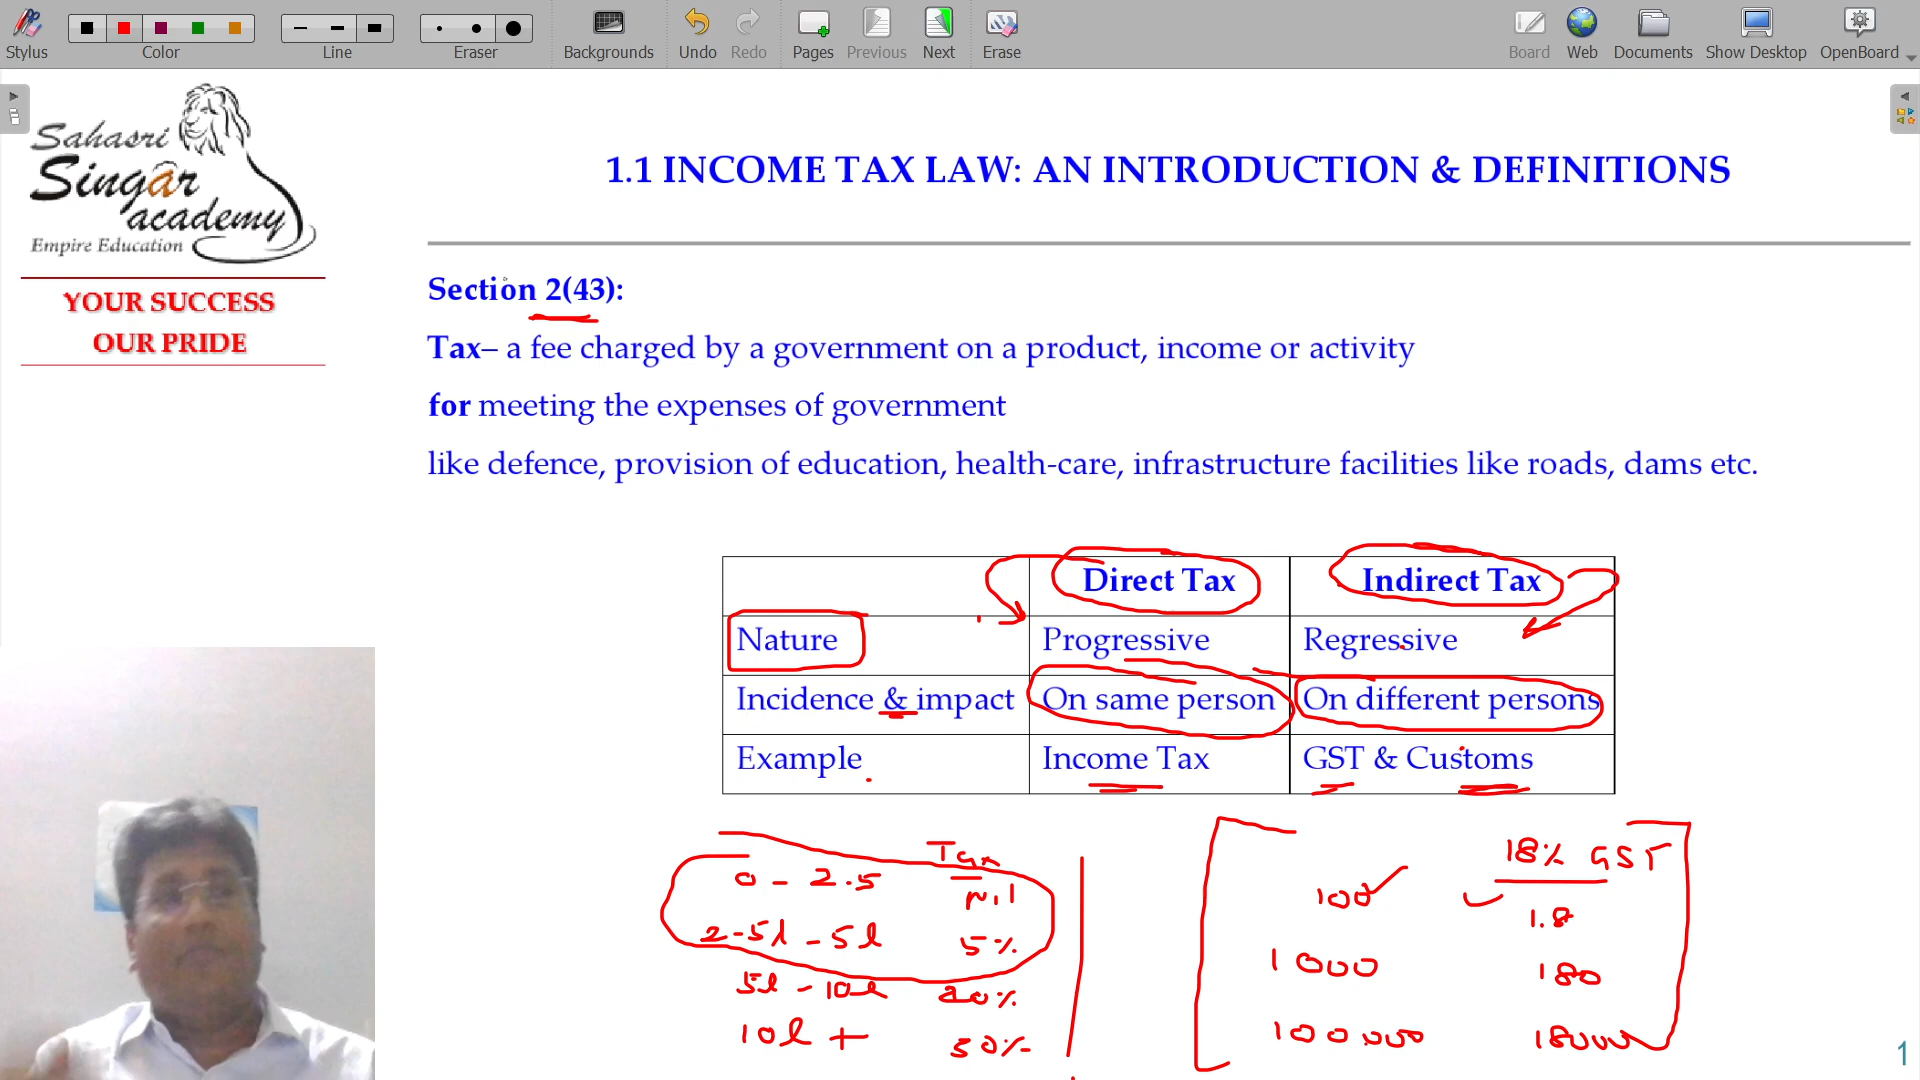 Stylus Color Line Eraser Backgrounds Undo Redo Pages Previous Next Erase Board Web Documents Show Desktop OpenBoard
Sahasri
Singar
academy
Empire Education
YOUR SUCCESS
OUR PRIDE
1.1 INCOME TAX LAW: AN INTRODUCTION & DEFINITIONS
Section 2(43):
Tax– a fee charged by a government on a product, income or activity
for meeting the expenses of government
like defence, provision of education, health-care, infrastructure facilities like roads, dams etc.
Direct Tax Indirect Tax
Nature Progressive Regressive
Incidence & impact On same person On different persons
Example Income Tax GST & Customs
Tax
0 - 2.5 Nil
2.5l - 5l 5%
5l - 10l 20%
10l + 30%
18% GST
100 1.8
1000 180
100000 18000
1